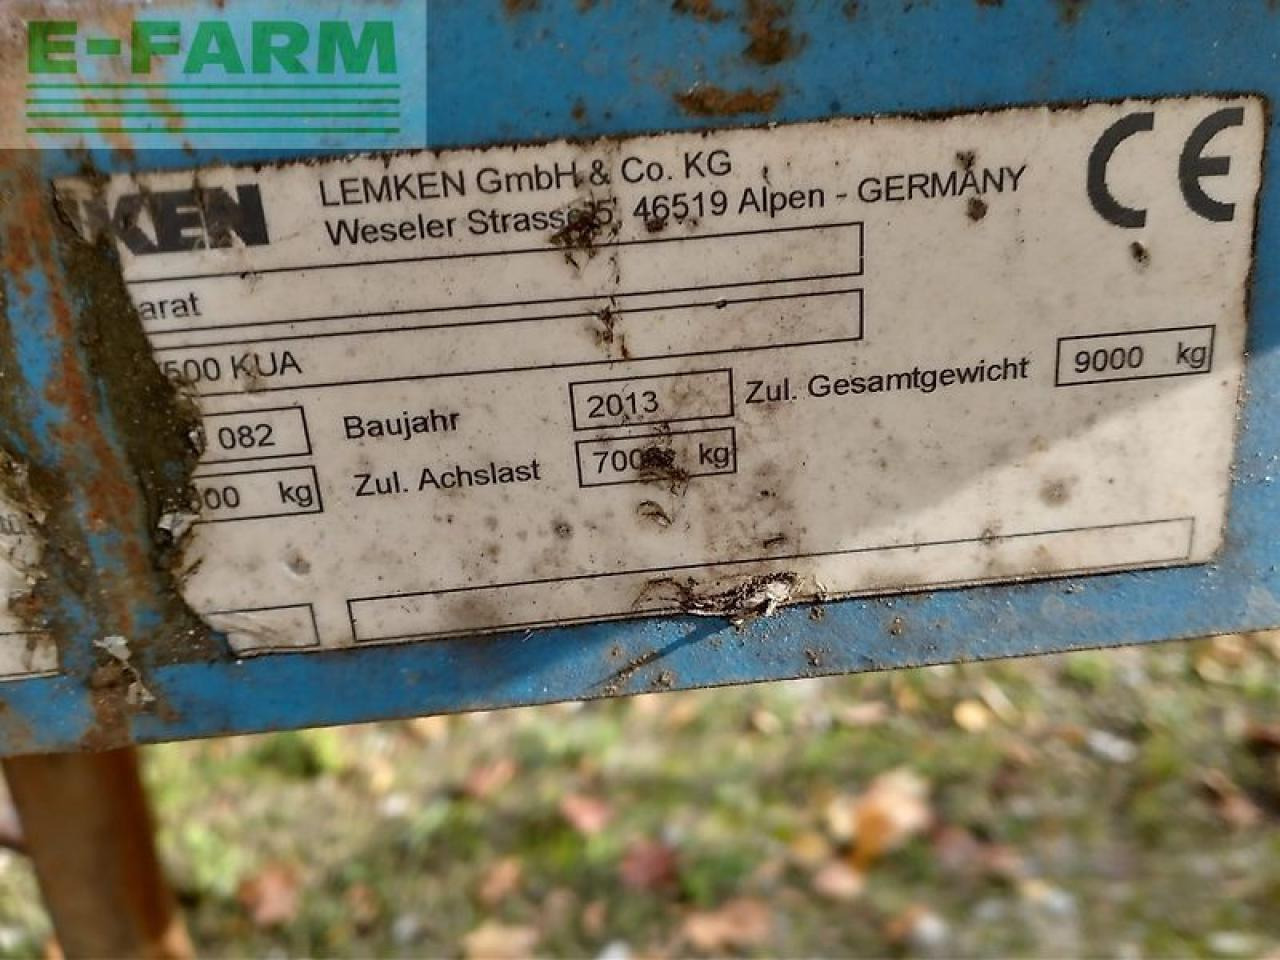 E-FARM
LEMKEN GmbH & Co. KG
KEN
Weseler Strasse 5, 46519 Alpen - GERMANY
CE
arat
500 KUA
082
Baujahr
2013
Zul. Gesamtgewicht
9000 kg
00 kg
Zul. Achslast
kg